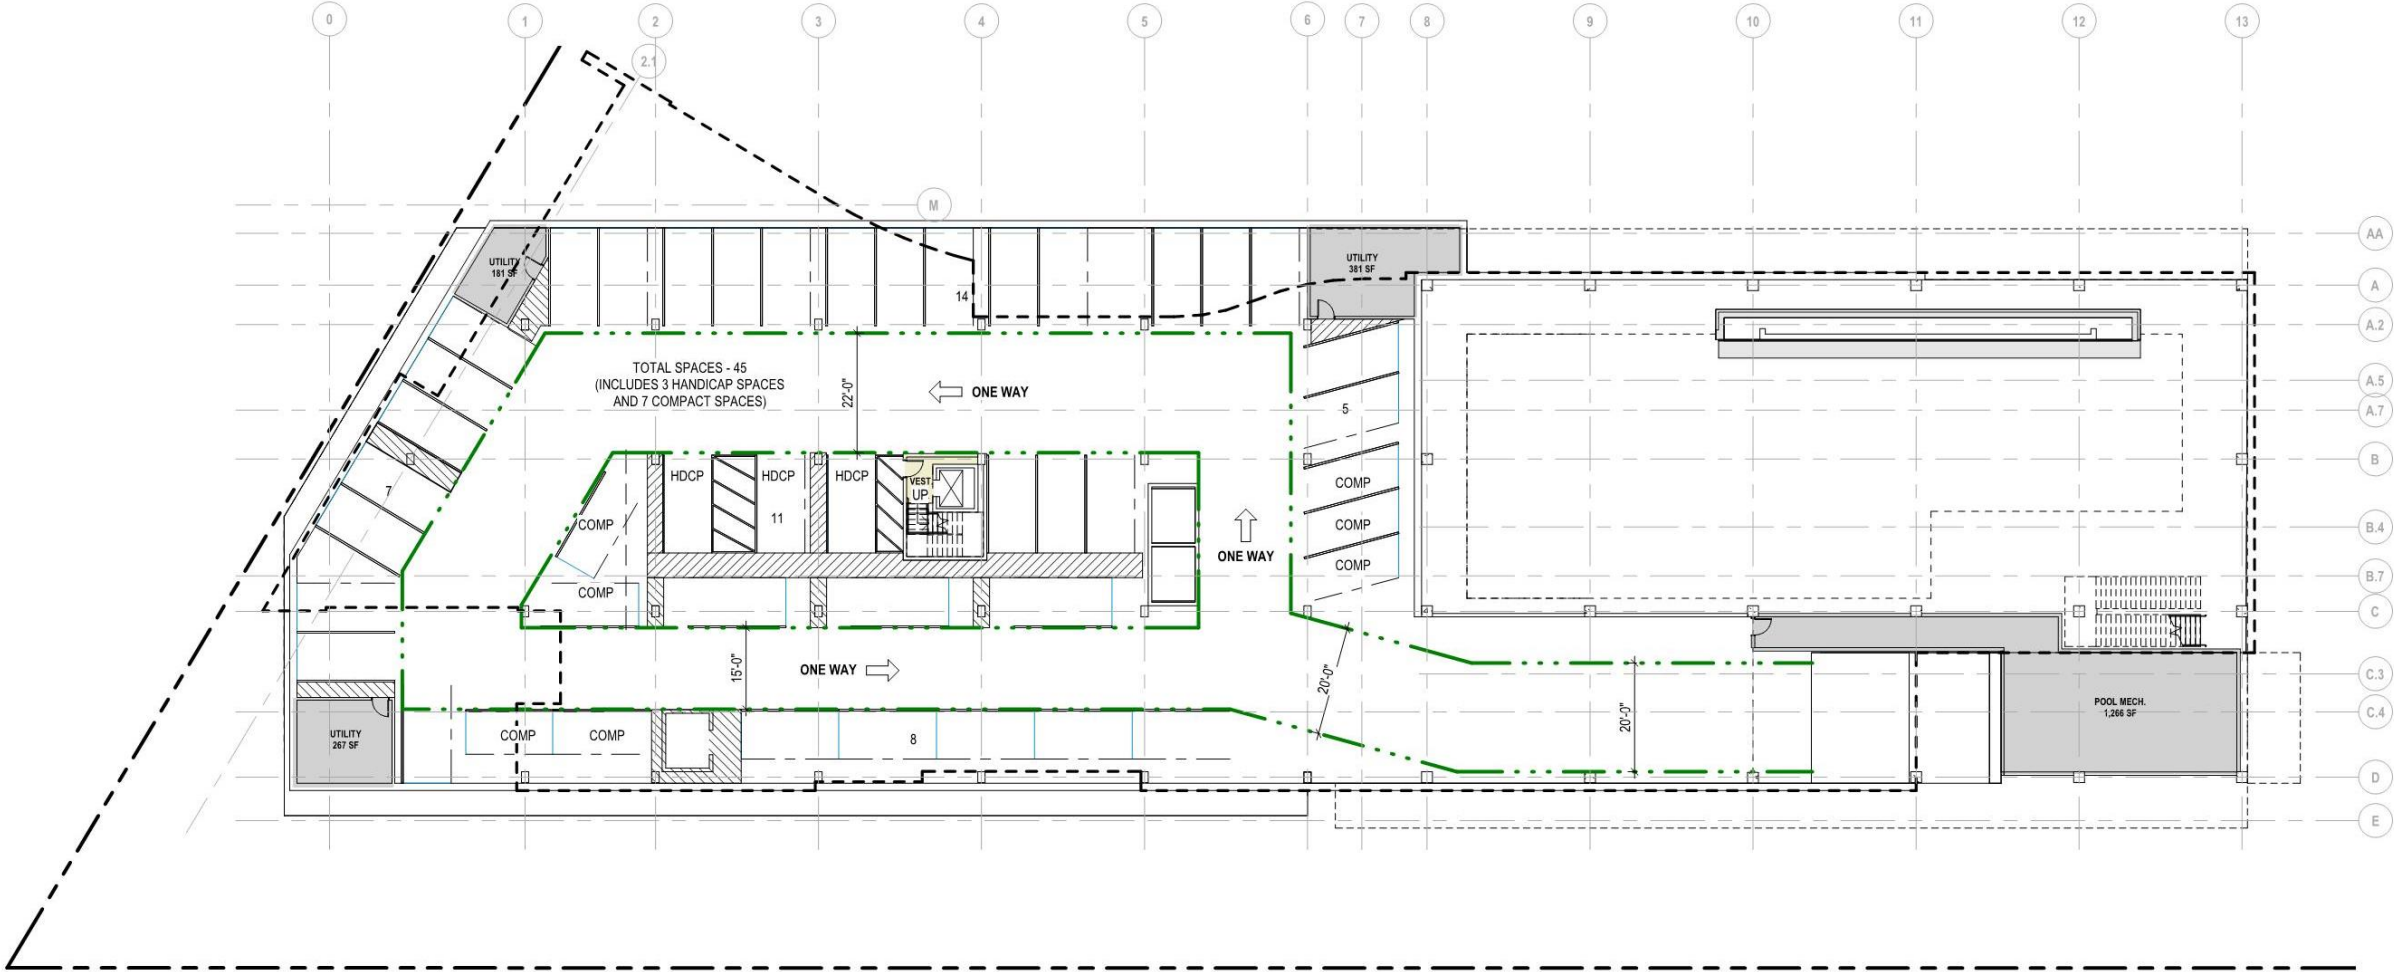 0
1
2
3
4
5
6
7
8
9
10
11
12
13
2.1
M
AA
UTILITY
181 SF
UTILITY
381 SF
A
14
A.2
TOTAL SPACES - 45
(INCLUDES 3 HANDICAP SPACES
AND 7 COMPACT SPACES)
22'-0"
ONE WAY
5
A.5
A.7
B
HDCP
HDCP
HDCP
VEST.
UP
7
11
COMP
COMP
COMP
COMP
COMP
ONE WAY
B.4
B.7
C
15'-0"
ONE WAY
20'-0"
20'-0"
C.3
POOL MECH.
1,266 SF
C.4
UTILITY
267 SF
COMP
COMP
8
D
E